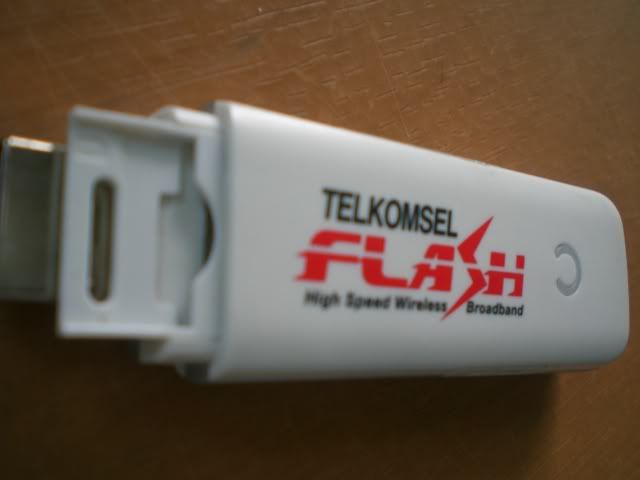 TELKOMSEL
FLASH
High Speed Wireless Broadband